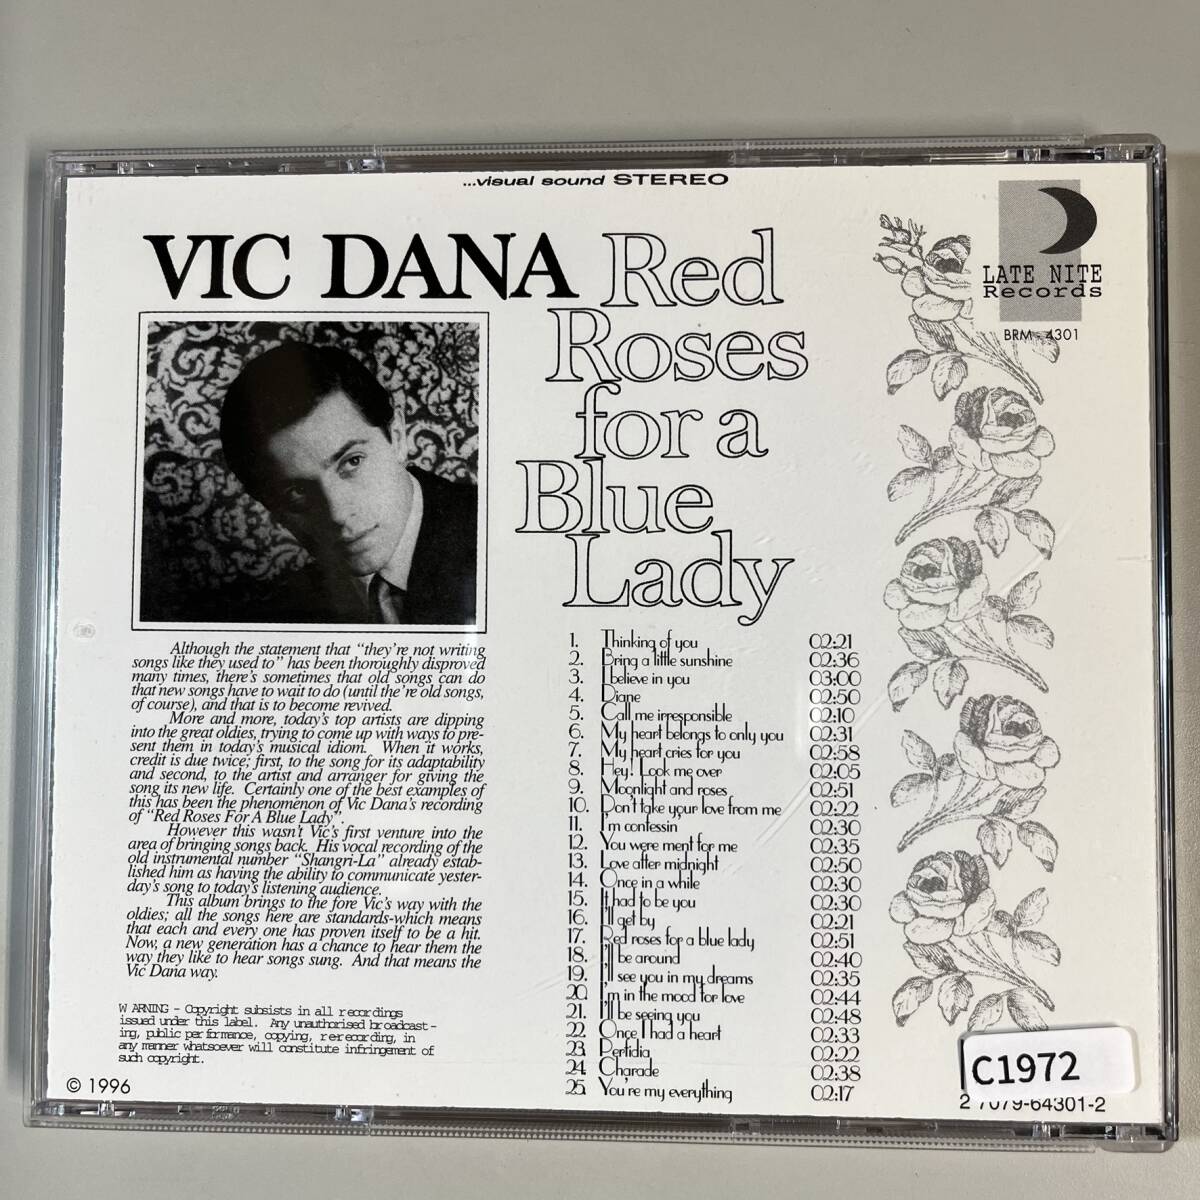 ...visual sound STEREO
VIC DANA Red
Roses
for a
Blue
Lady
LATE NITE
Records
BRM - 4301
Although the statement that "they're not writing
songs like they used to" has been thoroughly disproved
many times, there's sometimes that old songs can do
that new songs have to wait to do (until the're old songs,
of course), and that is to become revived.
More and more, today's top artists are dipping
into the great oldies, trying to come up with ways to pre-
sent them in today's musical idiom. When it works,
credit is due twice; first, to the song for its adaptability
and second, to the artist and arranger for giving the
song its new life. Certainly one of the best examples of
this has been the phenomenon of Vic Dana's recording
of "Red Roses For A Blue Lady".
However this wasn't Vic's first venture into the
area of bringing songs back. His vocal recording of the
old instrumental number "Shangri-La" already estab-
lished him as having the ability to communicate yester-
day's song to today's listening audience.
This album brings to the fore Vic's way with the
oldies; all the songs here are standards-which means
that each and every one has proven itself to be a hit.
Now, a new generation has a chance to hear them the
way they like to hear songs sung. And that means the
Vic Dana way.
WARNING - Copyright subsists in all recordings
issued under this label. Any unauthorised broadcast-
ing, public performance, copying, re-recording, in
any manner whatsoever will constitute infringement of
such copyright.
© 1996
1. Thinking of you 02:21
2. Bring a little sunshine 02:36
3. I believe in you 03:00
4. Diane 02:50
5. Call me irresponsible 02:10
6. My heart belongs to only you 02:31
7. My heart cries for you 02:58
8. Hey! Look me over 02:05
9. Moonlight and roses 02:51
10. Don't take your love from me 02:22
11. I'm confessin 02:30
12. You were ment for me 02:35
13. Love after midnight 02:50
14. Once in a while 02:30
15. It had to be you 02:30
16. I'll get by 02:21
17. Red roses for a blue lady 02:51
18. I'll be around 02:40
19. I'll see you in my dreams 02:35
20. I'm in the mood for love 02:44
21. I'll be seeing you 02:48
22. Once I had a heart 02:33
23. Perfidia 02:22
24. Charade 02:38
25. You're my everything 02:17
C1972
2 7079-64301-2